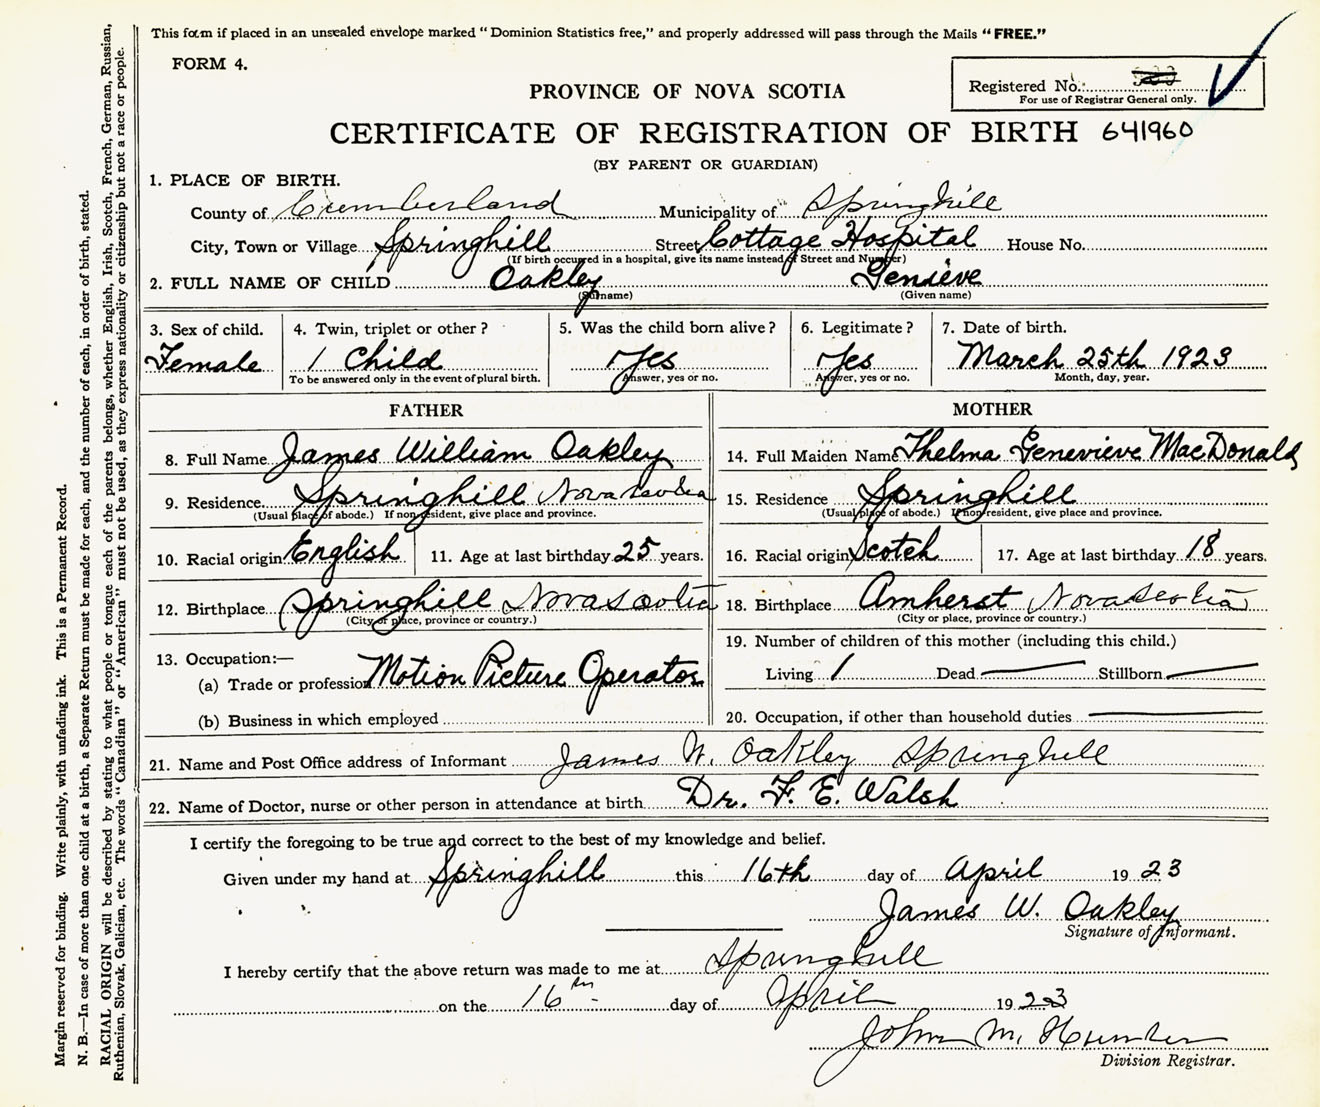 This form if placed in an unsealed envelope marked "Dominion Statistics free," and properly addressed will pass through the Mails "FREE."
FORM 4.
Registered No.
For use of Registrar General only.
PROVINCE OF NOVA SCOTIA
CERTIFICATE OF REGISTRATION OF BIRTH 641960
(BY PARENT OR GUARDIAN)
1. PLACE OF BIRTH.
County of Cumberland Municipality of Springhill
City, Town or Village Springhill Street Cottage Hospital House No.
(If birth occurred in a hospital, give its name instead of Street and Number)
2. FULL NAME OF CHILD Oakley Genieve
(Surname) (Given name)
3. Sex of child. 4. Twin, triplet or other? 5. Was the child born alive? 6. Legitimate? 7. Date of birth.
Female 1 Child Yes Yes March 25th 1923
To be answered only in the event of plural birth. Answer, yes or no. Answer, yes or no. Month, day, year.
FATHER MOTHER
8. Full Name James William Oakley 14. Full Maiden Name Thelma Genevieve MacDonald
9. Residence Springhill Nova Scotia 15. Residence Springhill
(Usual place of abode.) If non-resident, give place and province. (Usual place of abode.) If non-resident, give place and province.
10. Racial origin English 11. Age at last birthday 25 years. 16. Racial origin Scotch 17. Age at last birthday 18 years.
12. Birthplace Springhill Nova Scotia 18. Birthplace Amherst Nova Scotia
(City or place, province or country.) (City or place, province or country.)
13. Occupation:— 19. Number of children of this mother (including this child.)
(a) Trade or profession Motion Picture Operator Living 1 Dead — Stillborn —
(b) Business in which employed 20. Occupation, if other than household duties —
21. Name and Post Office address of Informant James W. Oakley Springhill
22. Name of Doctor, nurse or other person in attendance at birth Dr. F. E. Walsh
I certify the foregoing to be true and correct to the best of my knowledge and belief.
Given under my hand at Springhill this 16th day of April 1923
James W. Oakley
Signature of Informant.
I hereby certify that the above return was made to me at Springhill
on the 16th day of April 1923
John M. Hunter
Division Registrar.
Margin reserved for binding. Write plainly, with unfading ink. This is a Permanent Record.
N. B.—In case of more than one child at a birth, a Separate Return must be made for each, and the number of each, in order of birth, stated.
RACIAL ORIGIN will be described by stating to what people or tongue each of the parents belongs, whether English, Irish, Scotch, French, German, Russian,
Ruthenian, Slovak, Galician, etc. The words "Canadian" or "American" must not be used, as they express nationality or citizenship but not a race or people.